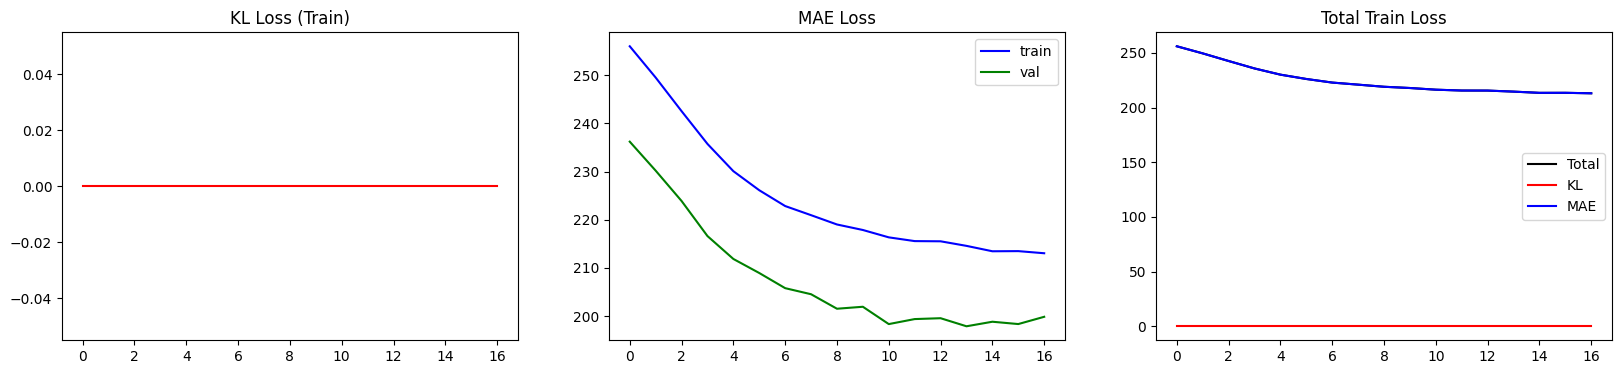 KL Loss (Train)
0.04
0.02
0.00
−0.02
−0.04
0 2 4 6 8 10 12 14 16
MAE Loss
train
val
250
240
230
220
210
200
0 2 4 6 8 10 12 14 16
Total Train Loss
250
200
150
100
50
0
Total
KL
MAE
0 2 4 6 8 10 12 14 16